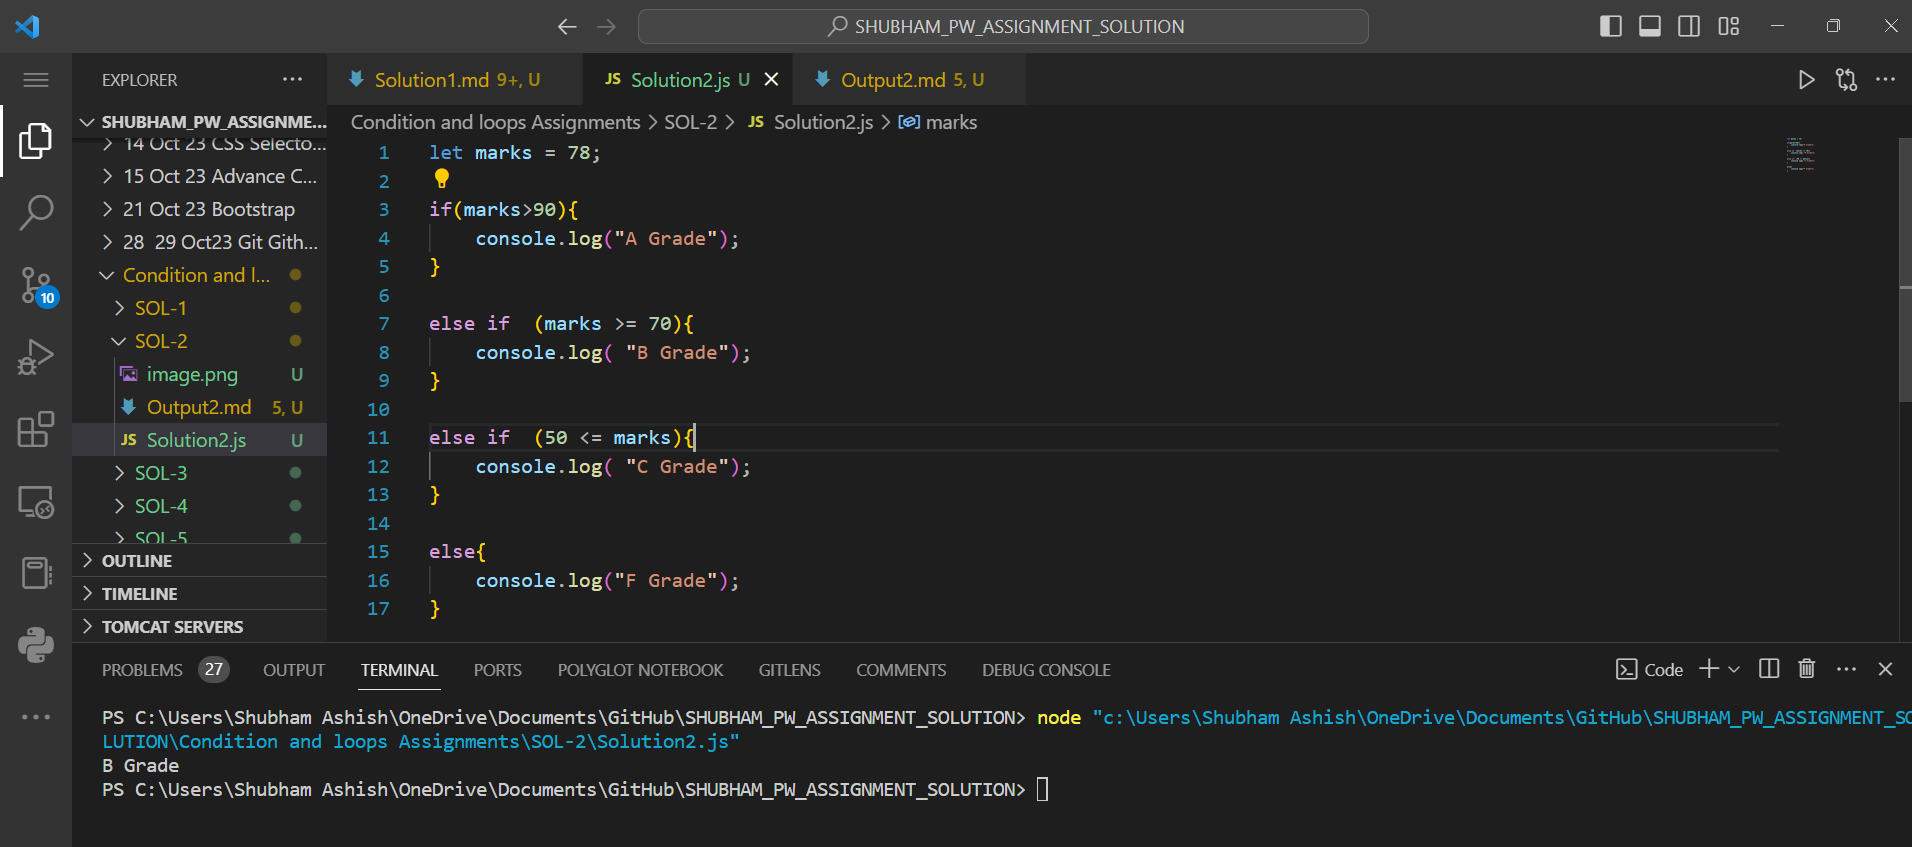 SHUBHAM_PW_ASSIGNMENT_SOLUTION
EXPLORER
Solution1.md 9+, U
JS Solution2.js U
Output2.md 5, U
SHUBHAM_PW_ASSIGNME...
14 Oct 23 CSS Selecto...
15 Oct 23 Advance C...
21 Oct 23 Bootstrap
28 29 Oct23 Git Gith...
Condition and l...
SOL-1
SOL-2
image.png U
Output2.md 5, U
JS Solution2.js U
SOL-3
SOL-4
SOL-5
OUTLINE
TIMELINE
TOMCAT SERVERS
10
Condition and loops Assignments > SOL-2 > JS Solution2.js > marks
1 let marks = 78;
2
3 if(marks>90){
4 console.log("A Grade");
5 }
6
7 else if  (marks >= 70){
8 console.log( "B Grade");
9 }
10
11 else if  (50 <= marks){
12 console.log( "C Grade");
13 }
14
15 else{
16 console.log("F Grade");
17 }
PROBLEMS 27 OUTPUT TERMINAL PORTS POLYGLOT NOTEBOOK GITLENS COMMENTS DEBUG CONSOLE
Code
PS C:\Users\Shubham Ashish\OneDrive\Documents\GitHub\SHUBHAM_PW_ASSIGNMENT_SOLUTION> node "c:\Users\Shubham Ashish\OneDrive\Documents\GitHub\SHUBHAM_PW_ASSIGNMENT_SO
LUTION\Condition and loops Assignments\SOL-2\Solution2.js"
B Grade
PS C:\Users\Shubham Ashish\OneDrive\Documents\GitHub\SHUBHAM_PW_ASSIGNMENT_SOLUTION>